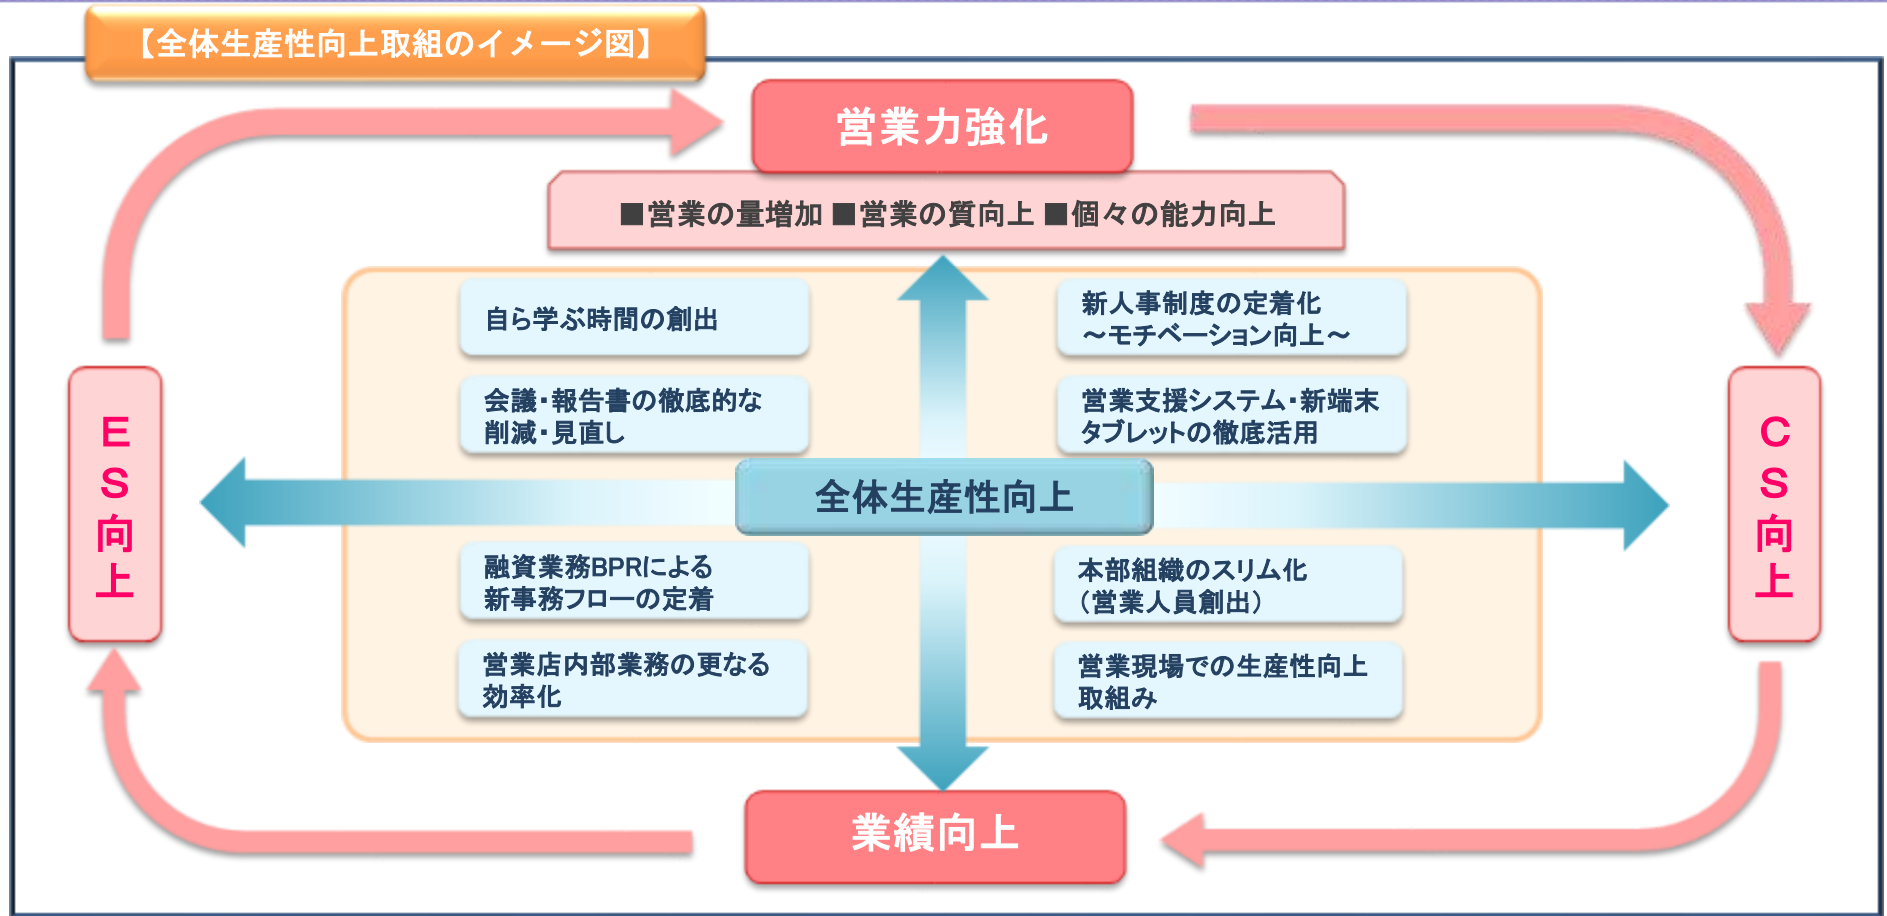 【全体生産性向上取組のイメージ図】
営業力強化
■営業の量増加 ■営業の質向上 ■個々の能力向上
自ら学ぶ時間の創出
新人事制度の定着化
～モチベーション向上～
会議・報告書の徹底的な
削減・見直し
営業支援システム・新端末
タブレットの徹底活用
ES向上
全体生産性向上
CS向上
融資業務BPRによる
新事務フローの定着
本部組織のスリム化
（営業人員創出）
営業店内部業務の更なる
効率化
営業現場での生産性向上
取組み
業績向上